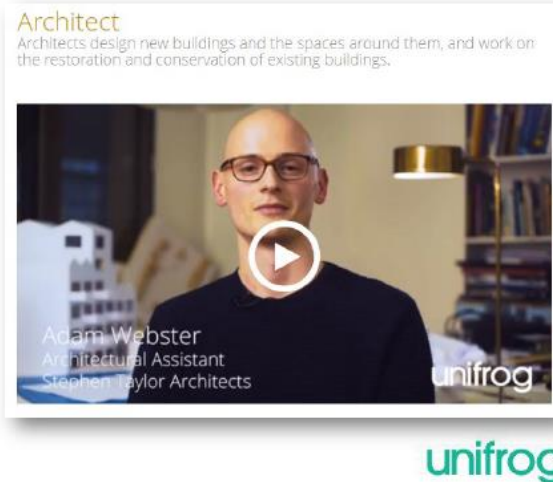 Architect
Architects design new buildings and the spaces around them, and work on
the restoration and conservation of existing buildings.
Adam Webster
Architectural Assistant
Stephen Taylor Architects
unifrog
unifrog